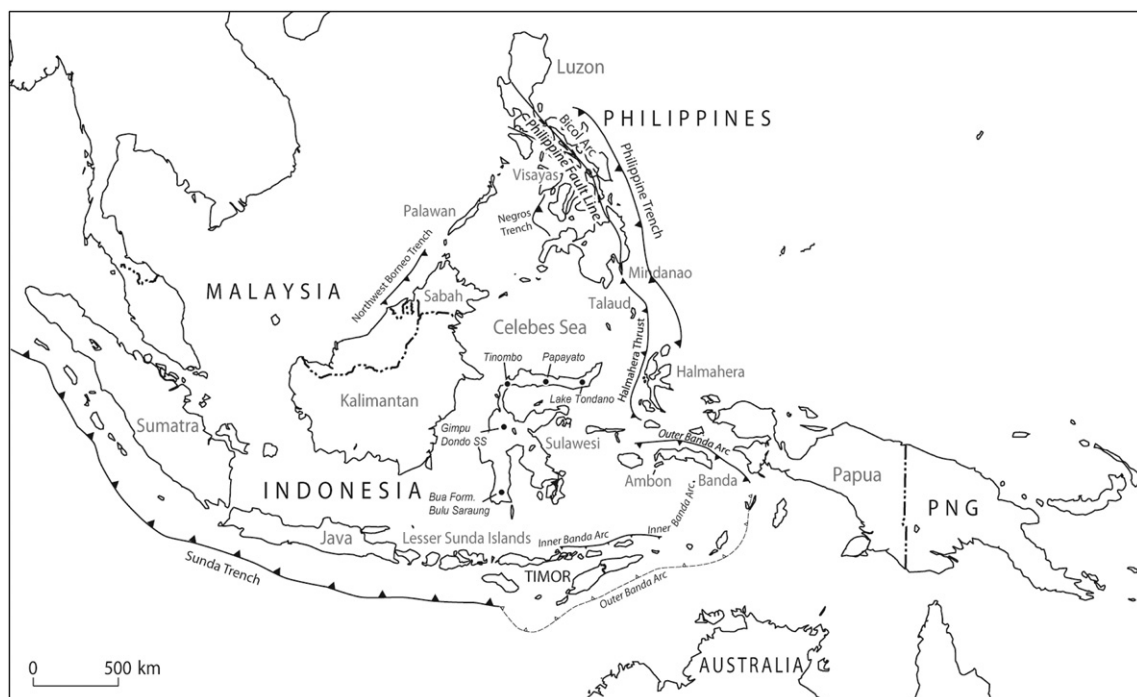 Luzon
PHILIPPINES
Bicol Arc
Philippine Fault Line
Philippine Trench
Visayas
Palawan
Negros
Trench
Northwest Borneo Trench
Mindanao
MALAYSIA
Sabah
Talaud
Celebes Sea
Halmahera Thrust
Tinombo
Papayato
Halmahera
Lake Tondano
Kalimantan
Sumatra
Gimpu
Dondo SS
Sulawesi
Outer Banda Arc
Papua
Ambon
Banda
INDONESIA
Bua Form.
Bulu Saraung
PNG
Inner Banda Arc
Java
Lesser Sunda Islands
Inner Banda Arc
Sunda Trench
TIMOR
Outer Banda Arc
0 500 km
AUSTRALIA